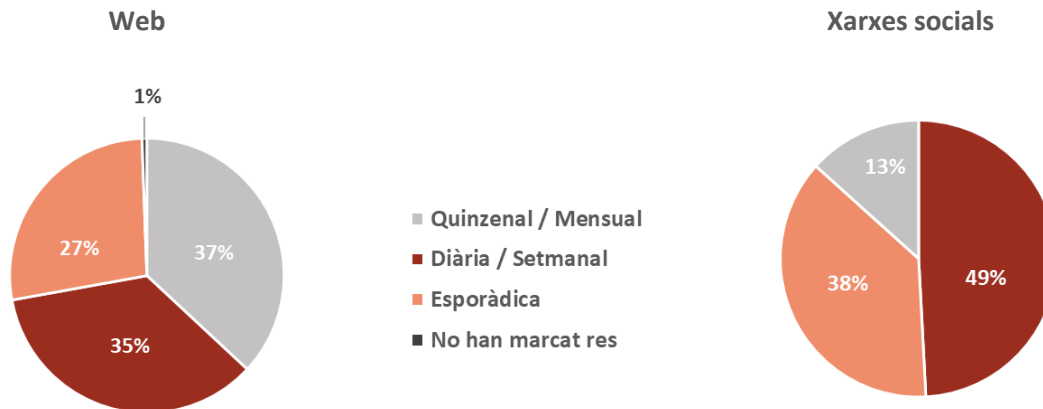 Web
Xarxes socials
1%
37%
35%
27%
Quinzenal / Mensual
Diària / Setmanal
Esporàdica
No han marcat res
13%
49%
38%